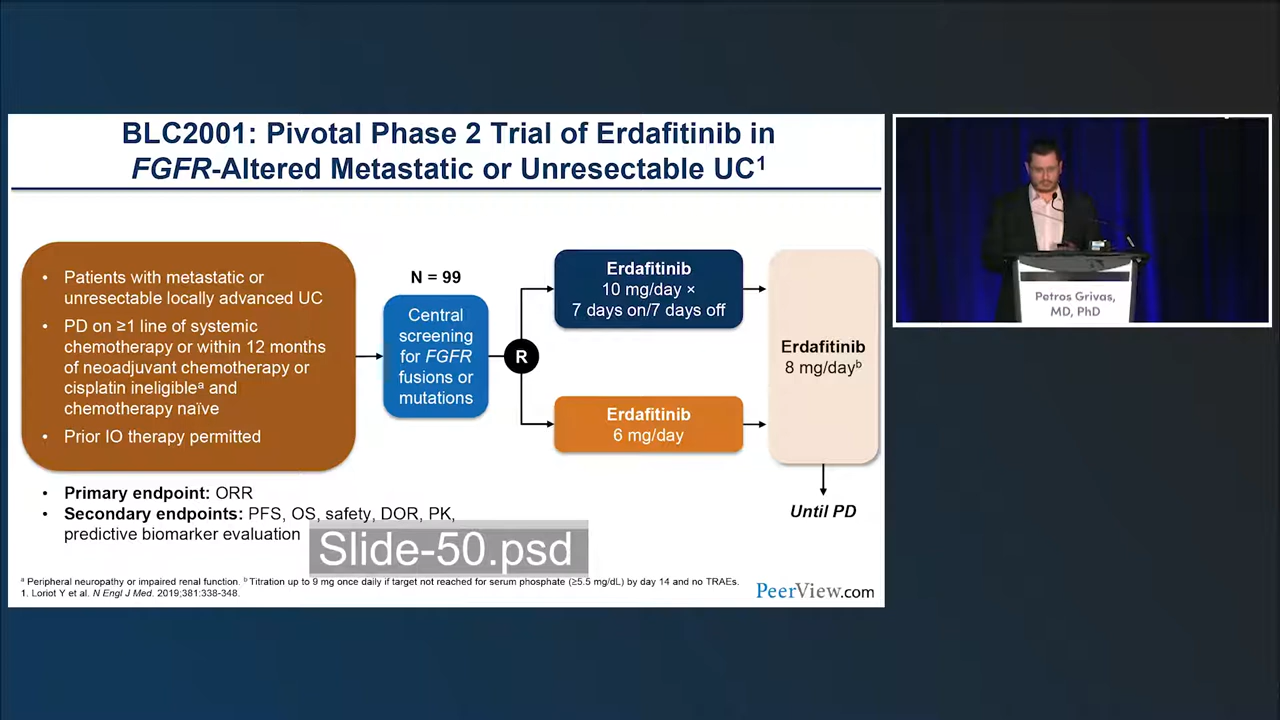 BLC2001: Pivotal Phase 2 Trial of Erdafitinib in
FGFR-Altered Metastatic or Unresectable UC¹
• Patients with metastatic or
unresectable locally advanced UC
• PD on ≥1 line of systemic
chemotherapy or within 12 months
of neoadjuvant chemotherapy or
cisplatin ineligibleᵃ and
chemotherapy naïve
• Prior IO therapy permitted
N = 99
Central
screening
for FGFR
fusions or
mutations
R
Erdafitinib
10 mg/day ×
7 days on/7 days off
Erdafitinib
6 mg/day
Erdafitinib
8 mg/dayᵇ
Until PD
• Primary endpoint: ORR
• Secondary endpoints: PFS, OS, safety, DOR, PK,
predictive biomarker evaluation
Slide-50.psd
ᵃ Peripheral neuropathy or impaired renal function. ᵇ Titration up to 9 mg once daily if target not reached for serum phosphate (≥5.5 mg/dL) by day 14 and no TRAEs.
1. Loriot Y et al. N Engl J Med. 2019;381:338-348.
PeerView.com
Petros Grivas,
MD, PhD